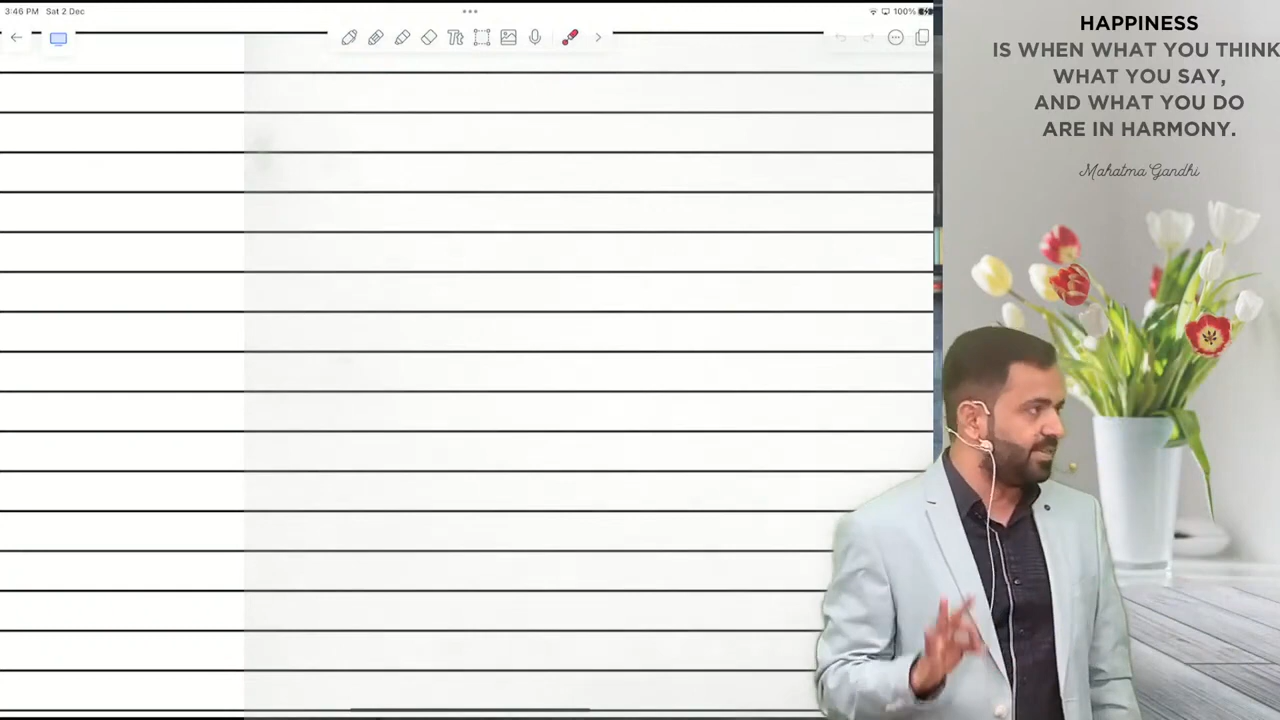 3:46 PM Sat 2 Dec
100%
HAPPINESS
IS WHEN WHAT YOU THINK
WHAT YOU SAY,
AND WHAT YOU DO
ARE IN HARMONY.
Mahatma Gandhi